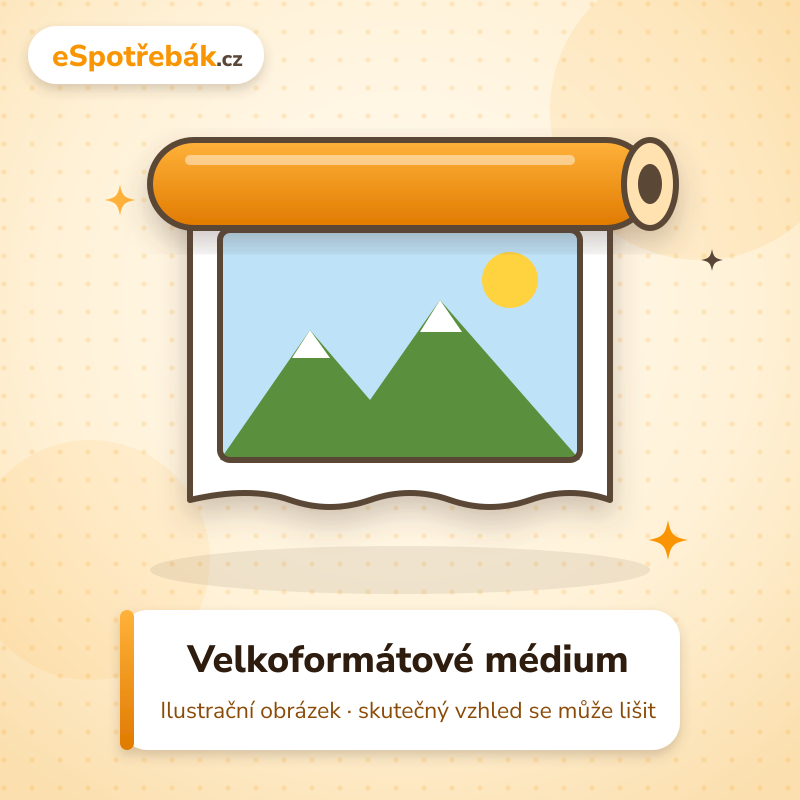 eSpotřebák.cz
Velkoformátové médium
Ilustrační obrázek · skutečný vzhled se může lišit